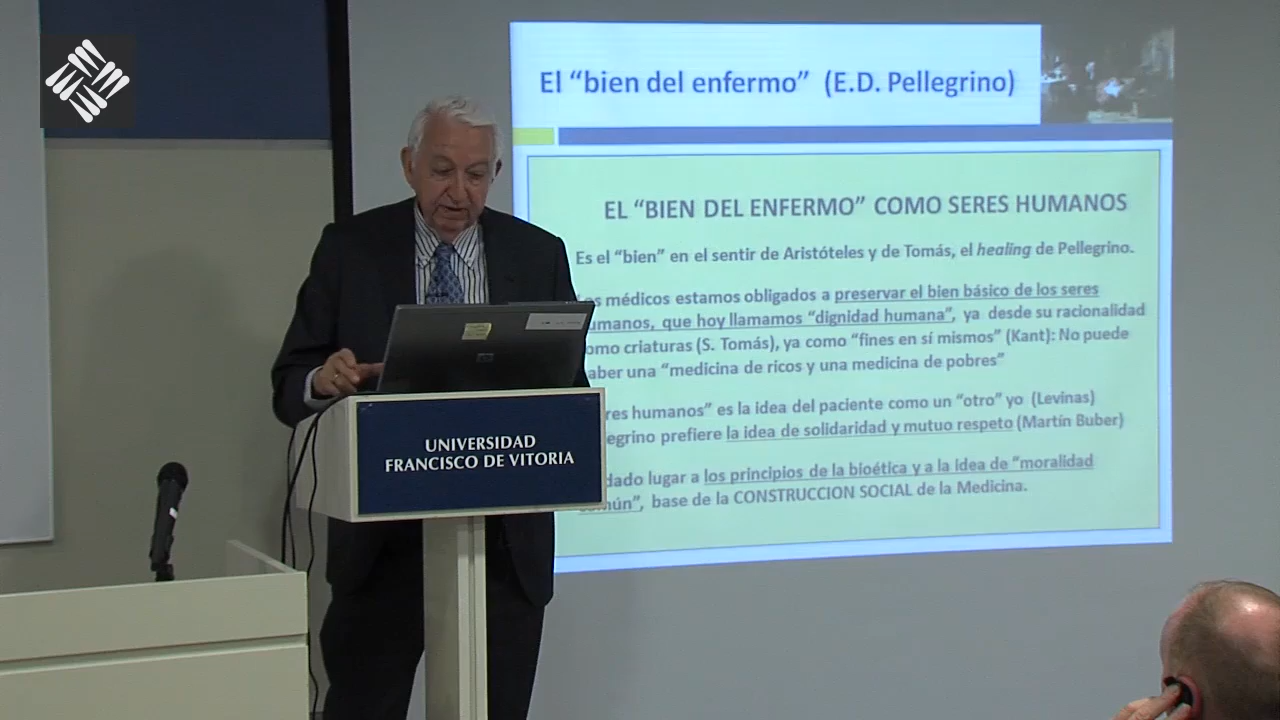 El “bien del enfermo” (E.D. Pellegrino)
EL “BIEN DEL ENFERMO” COMO SERES HUMANOS
Es el “bien” en el sentir de Aristóteles y de Tomás, el healing de Pellegrino.
médicos estamos obligados a preservar el bien básico de los seres
umanos, que hoy llamamos “dignidad humana”, ya desde su racionalidad
omo criaturas (S. Tomás), ya como “fines en sí mismos” (Kant): No puede
aber una “medicina de ricos y una medicina de pobres”
res humanos” es la idea del paciente como un “otro” yo (Levinas)
egrino prefiere la idea de solidaridad y mutuo respeto (Martín Buber)
dado lugar a los principios de la bioética y a la idea de “moralidad
común”, base de la CONSTRUCCION SOCIAL de la Medicina.
UNIVERSIDAD
FRANCISCO DE VITORIA